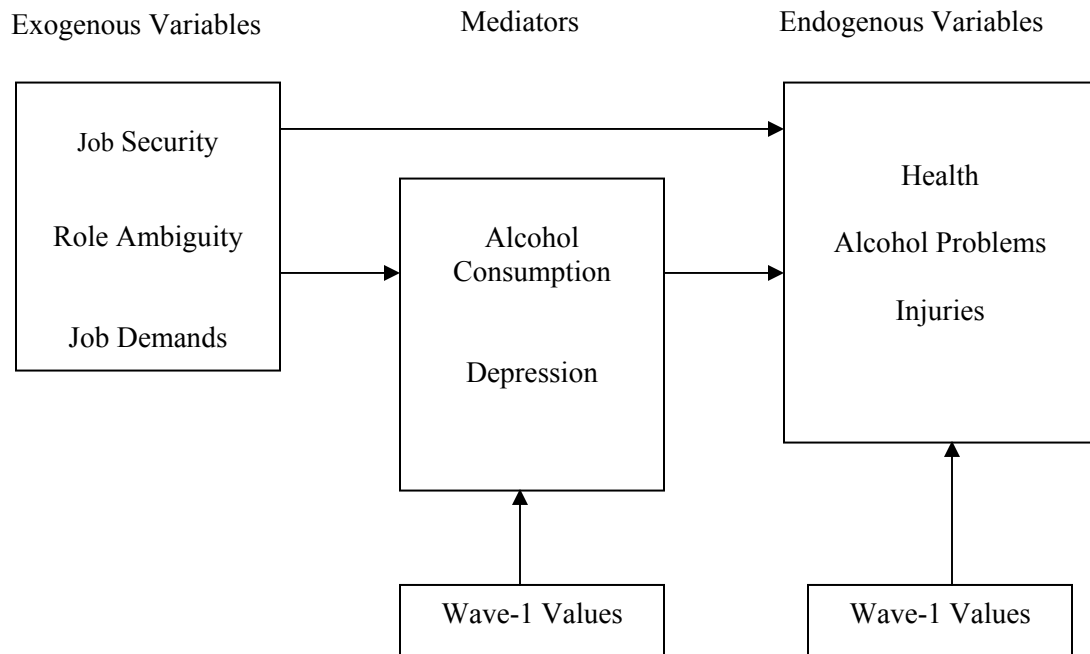 Exogenous Variables
Mediators
Endogenous Variables
Job Security
Role Ambiguity
Job Demands
Alcohol
Consumption
Depression
Health
Alcohol Problems
Injuries
Wave-1 Values
Wave-1 Values